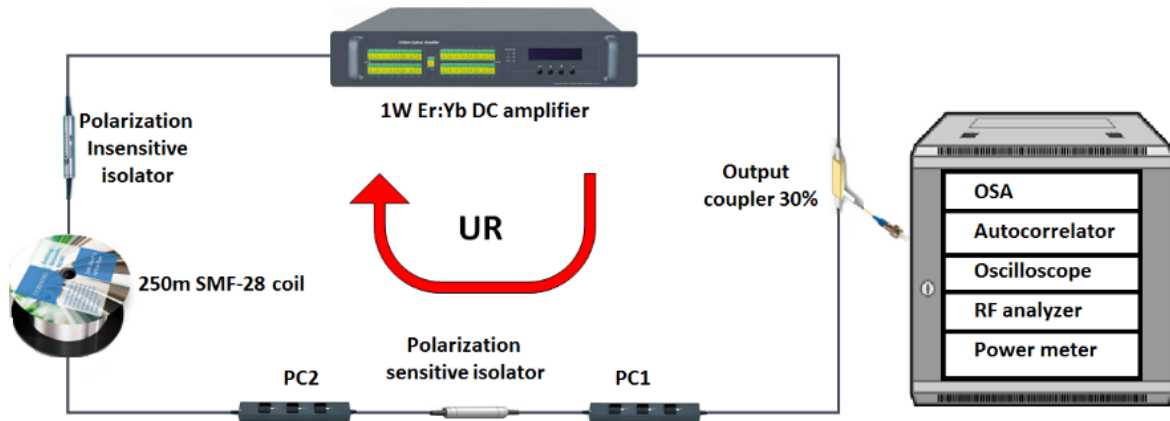 1W Er:Yb DC amplifier
Polarization
Insensitive
isolator
Output
coupler 30%
UR
250m SMF-28 coil
Polarization
sensitive isolator
PC2
PC1
OSA
Autocorrelator
Oscilloscope
RF analyzer
Power meter